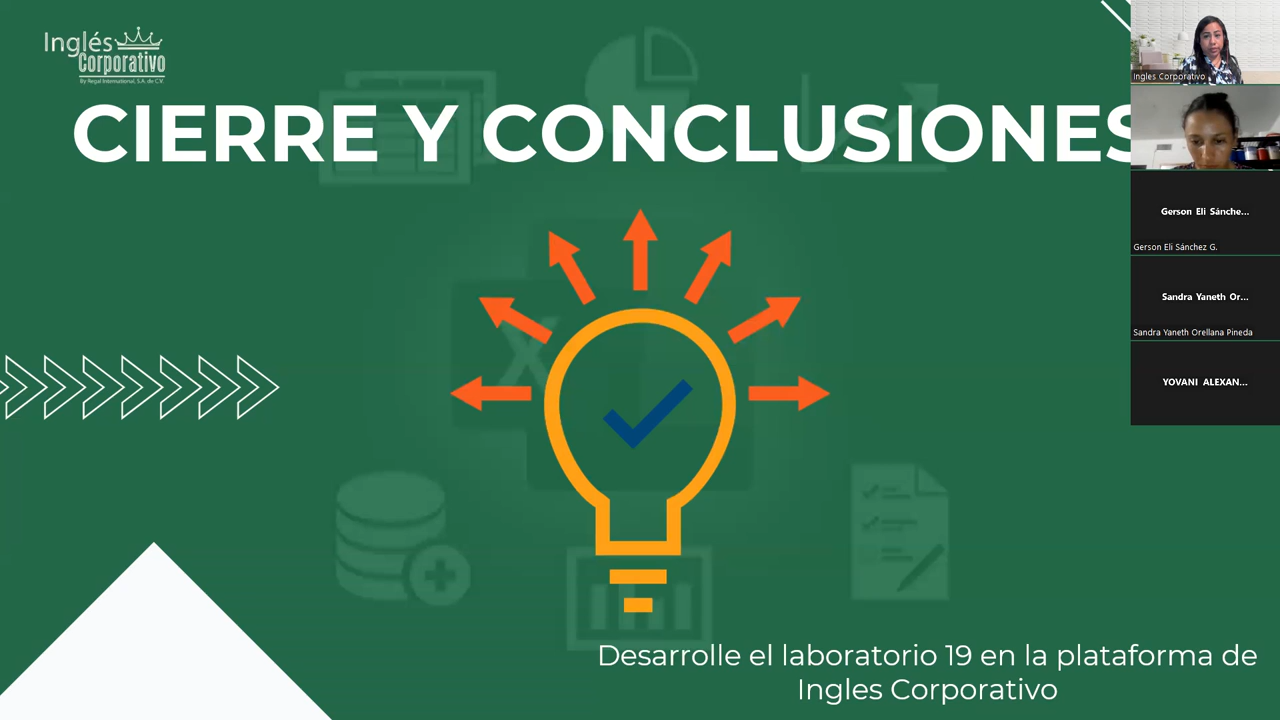 Inglés
Corporativo
By Regal International, S.A. de C.V.
CIERRE Y CONCLUSIONES
Ingles Corporativo
Gerson Eli Sánche...
Gerson Eli Sánchez G.
Sandra Yaneth Or...
Sandra Yaneth Orellana Pineda
YOVANI ALEXAN...
Desarrolle el laboratorio 19 en la plataforma de
Ingles Corporativo